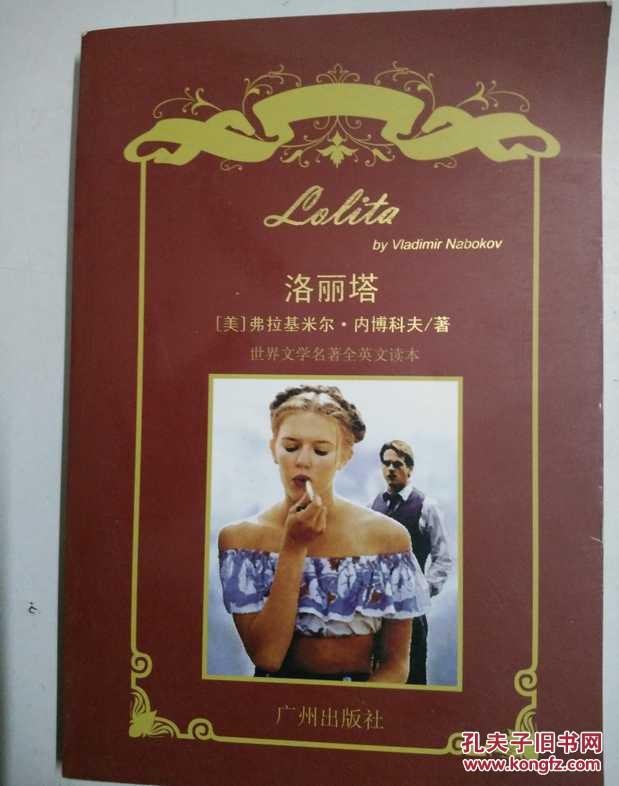 Lolita
by Vladimir Nabokov
洛丽塔
[美]弗拉基米尔·内博科夫/著
世界文学名著全英文读本
广州出版社
孔夫子旧书网
www.kongfz.com